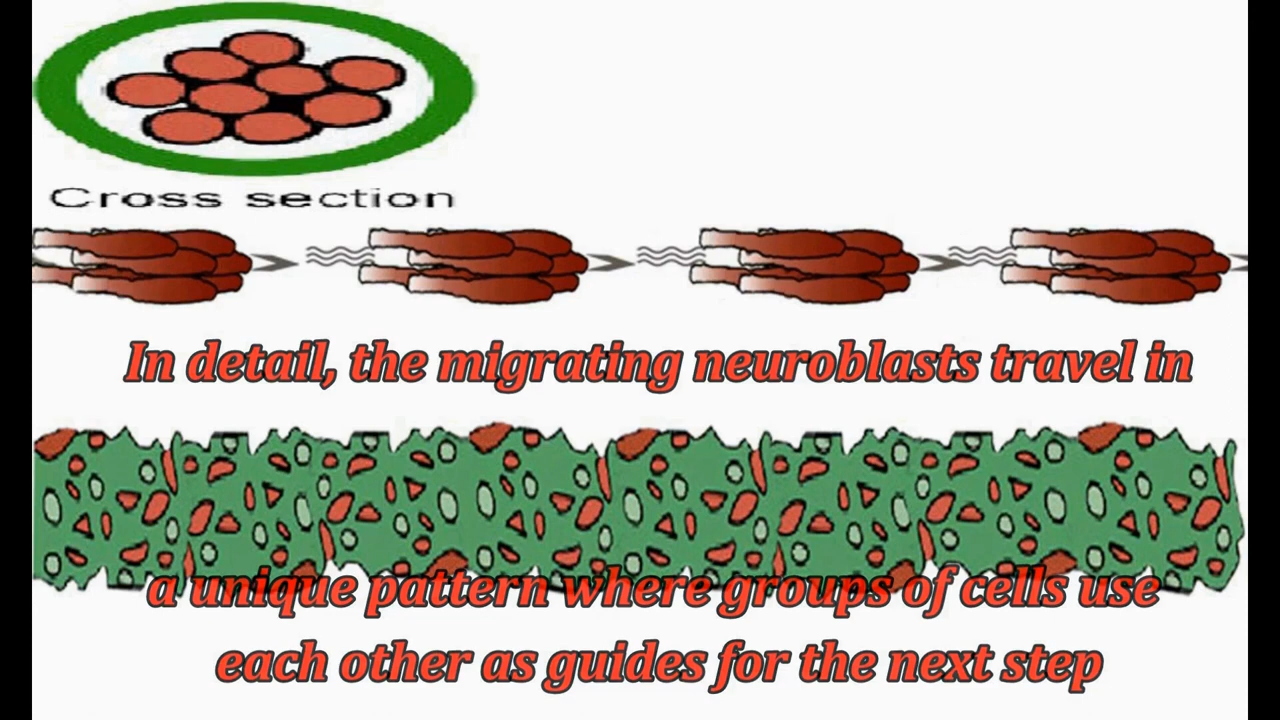 Cross section
In detail, the migrating neuroblasts travel in
a unique pattern where groups of cells use
each other as guides for the next step